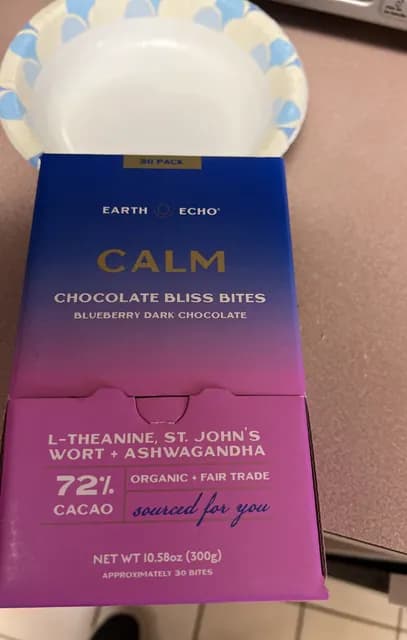 30 PACK
EARTH ECHO®
CALM
CHOCOLATE BLISS BITES
BLUEBERRY DARK CHOCOLATE
L-THEANINE, ST. JOHN'S
WORT + ASHWAGANDHA
72%
CACAO
ORGANIC + FAIR TRADE
sourced for you
NET WT 10.58oz (300g)
APPROXIMATELY 30 BITES